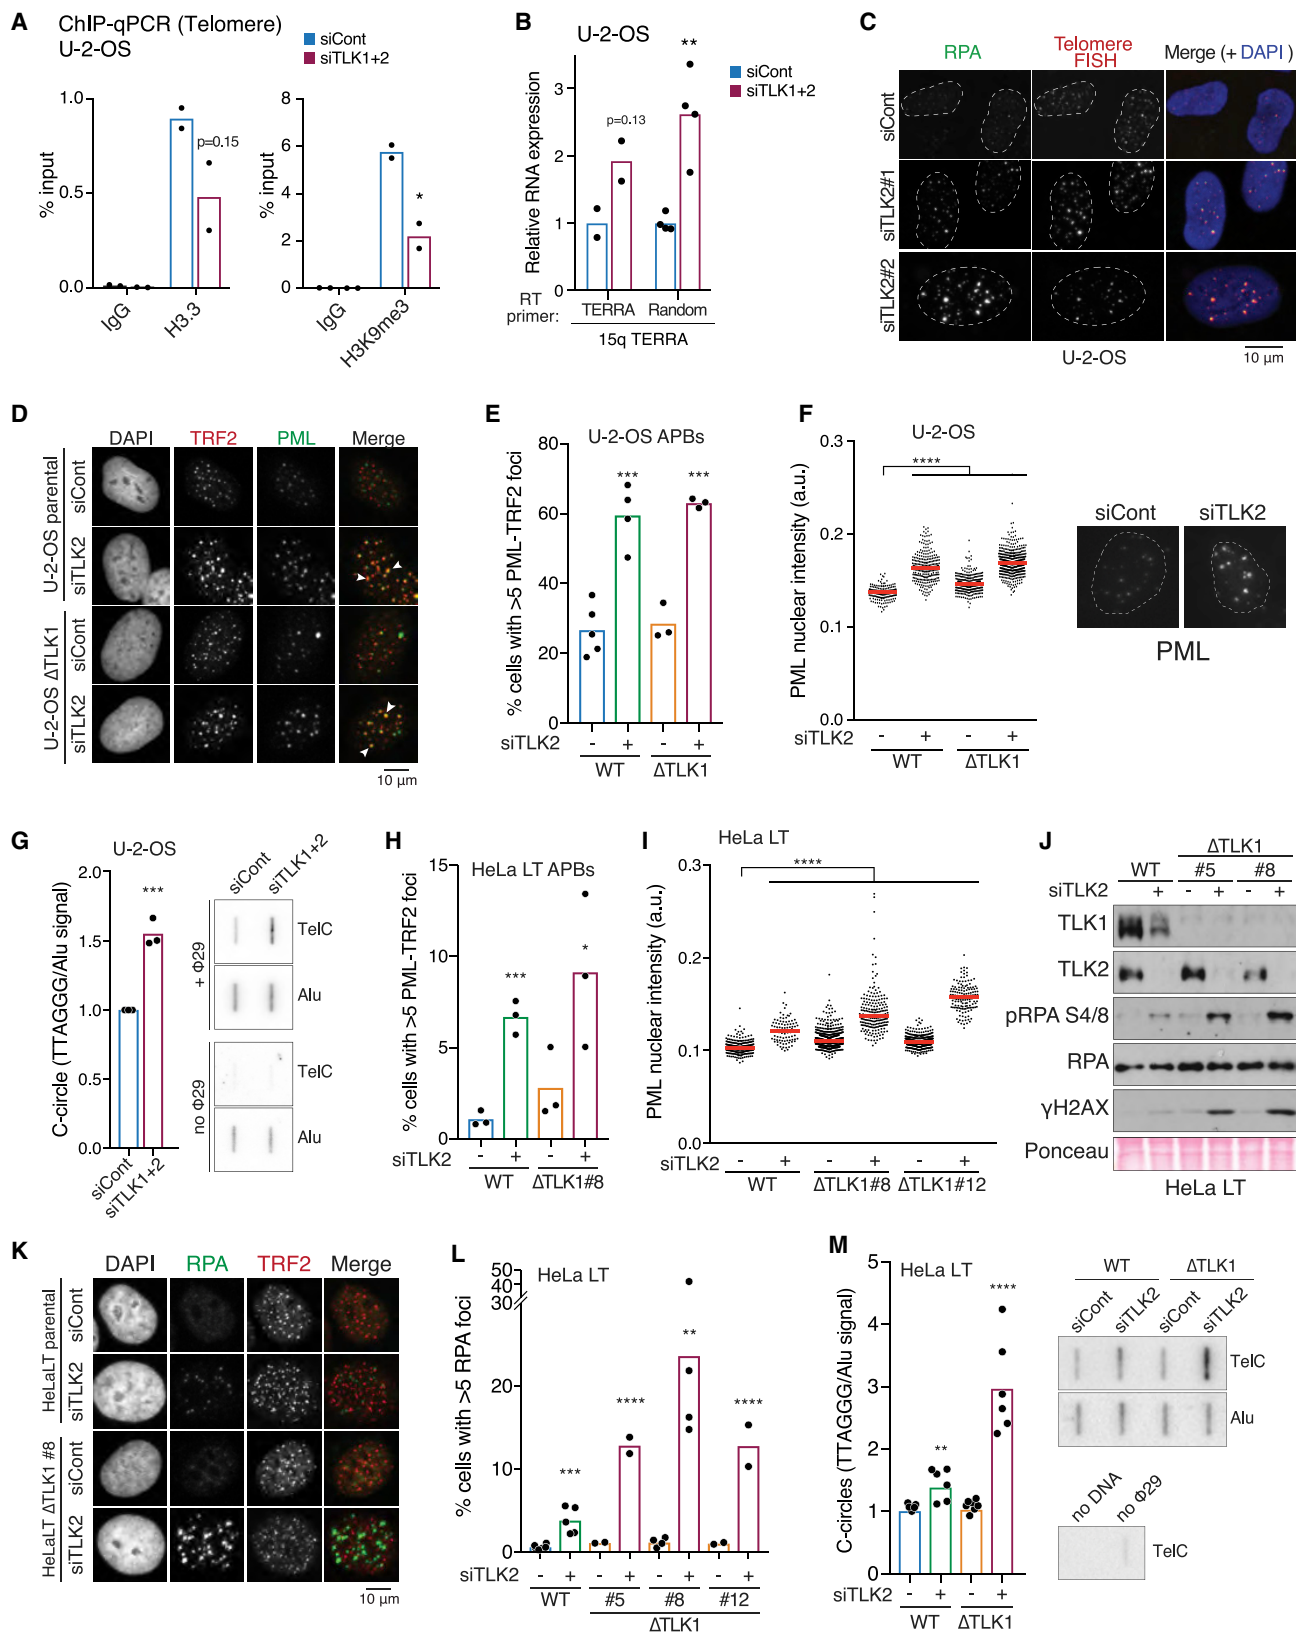 A
ChIP-qPCR (Telomere)
U-2-OS
siCont
siTLK1+2
% input
1.0
0.5
0.0
p=0.15
IgG
H3.3
% input
8
6
4
2
0
*
IgG
H3K9me3
B
U-2-OS
**
siCont
siTLK1+2
Relative RNA expression
3
2
1
0
p=0.13
RT primer:
TERRA
Random
15q TERRA
C
RPA
Telomere FISH
Merge (+ DAPI )
siCont
siTLK2#1
siTLK2#2
U-2-OS
10 µm
D
DAPI
TRF2
PML
Merge
U-2-OS parental
siCont
siTLK2
U-2-OS ΔTLK1
siCont
siTLK2
10 µm
E
U-2-OS APBs
% cells with >5 PML-TRF2 foci
80
60
40
20
0
***
***
siTLK2
-
+
-
+
WT
ΔTLK1
F
U-2-OS
PML nuclear intensity (a.u.)
0.3
0.2
0.1
0.0
****
siTLK2
-
+
-
+
WT
ΔTLK1
siCont
siTLK2
PML
G
U-2-OS
C-circle (TTAGGG/Alu signal)
2.0
1.5
1.0
0.5
0.0
***
siCont
siTLK1+2
siCont
siTLK1+2
+ Φ29
TelC
Alu
no Φ29
TelC
Alu
H
HeLa LT APBs
% cells with >5 PML-TRF2 foci
15
10
5
0
***
*
siTLK2
-
+
-
+
WT
ΔTLK1#8
I
HeLa LT
PML nuclear intensity (a.u.)
0.3
0.2
0.1
0.0
****
siTLK2
-
+
-
+
-
+
WT
ΔTLK1#8
ΔTLK1#12
J
ΔTLK1
WT
#5
#8
siTLK2
-
+
-
+
-
+
TLK1
TLK2
pRPA S4/8
RPA
γH2AX
Ponceau
HeLa LT
K
DAPI
RPA
TRF2
Merge
HeLaLT parental
siCont
siTLK2
HeLaLT ΔTLK1 #8
siCont
siTLK2
10 µm
L
HeLa LT
% cells with >5 RPA foci
50
40
30
20
10
0
***
****
**
****
siTLK2
-
+
-
+
-
+
-
+
WT
#5
#8
#12
ΔTLK1
M
HeLa LT
C-circles (TTAGGG/Alu signal)
5
4
3
2
1
0
**
****
siTLK2
-
+
-
+
WT
ΔTLK1
WT
ΔTLK1
siCont
siTLK2
siCont
siTLK2
TelC
Alu
no DNA
no Φ29
TelC